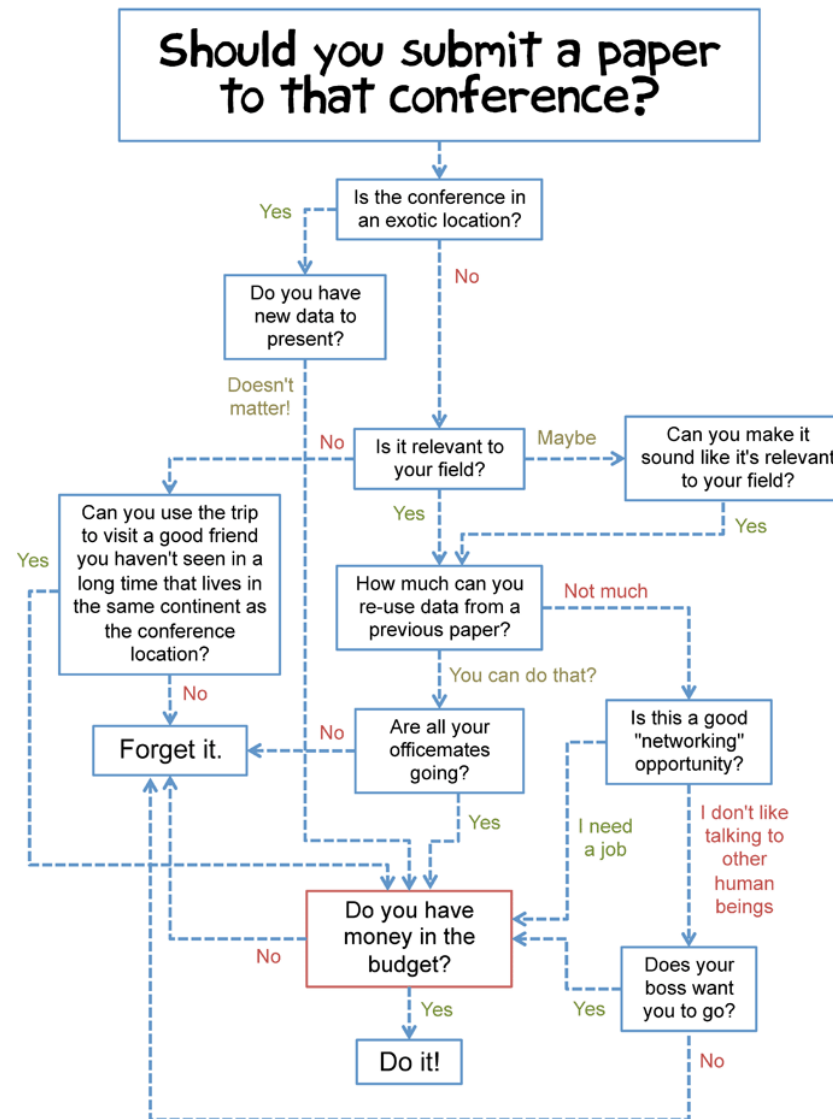 Should you submit a paper
to that conference?
Is the conference in
an exotic location?
Yes
No
Do you have
new data to
present?
Doesn't
matter!
No
Is it relevant to
your field?
Maybe
Can you make it
sound like it's relevant
to your field?
Yes
Yes
Can you use the trip
to visit a good friend
you haven't seen in a
long time that lives in
the same continent as
the conference
location?
Yes
No
How much can you
re-use data from a
previous paper?
Not much
You can do that?
Forget it.
No
Are all your
officemates
going?
Yes
Is this a good
"networking"
opportunity?
I need
a job
I don't like
talking to
other
human
beings
Do you have
money in the
budget?
No
Yes
Does your
boss want
you to go?
Yes
No
Do it!